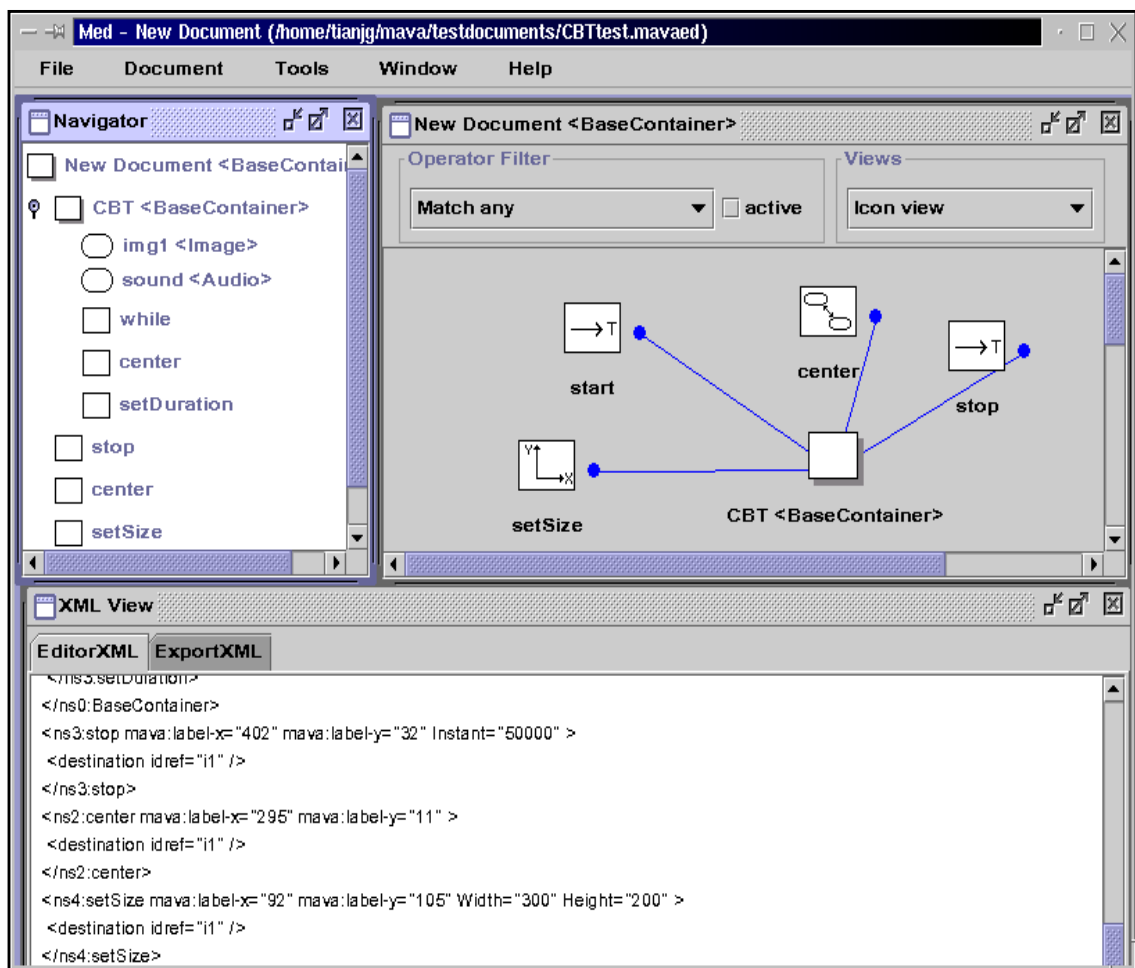 Med - New Document (/home/tianjg/mava/testdocuments/CBTtest.mavaed)
File Document Tools Window Help
Navigator
New Document <BaseContai
CBT <BaseContainer>
img1 <Image>
sound <Audio>
while
center
setDuration
stop
center
setSize
New Document <BaseContainer>
Operator Filter
Match any
active
Views
Icon view
T
start
center
T
stop
Y
X
setSize
CBT <BaseContainer>
XML View
EditorXML ExportXML
</ns3:setDuration>
</ns0:BaseContainer>
<ns3:stop mava:label-x="402" mava:label-y="32" Instant="50000" >
<destination idref="i1" />
</ns3:stop>
<ns2:center mava:label-x="295" mava:label-y="11" >
<destination idref="i1" />
</ns2:center>
<ns4:setSize mava:label-x="92" mava:label-y="105" Width="300" Height="200" >
<destination idref="i1" />
</ns4:setSize>